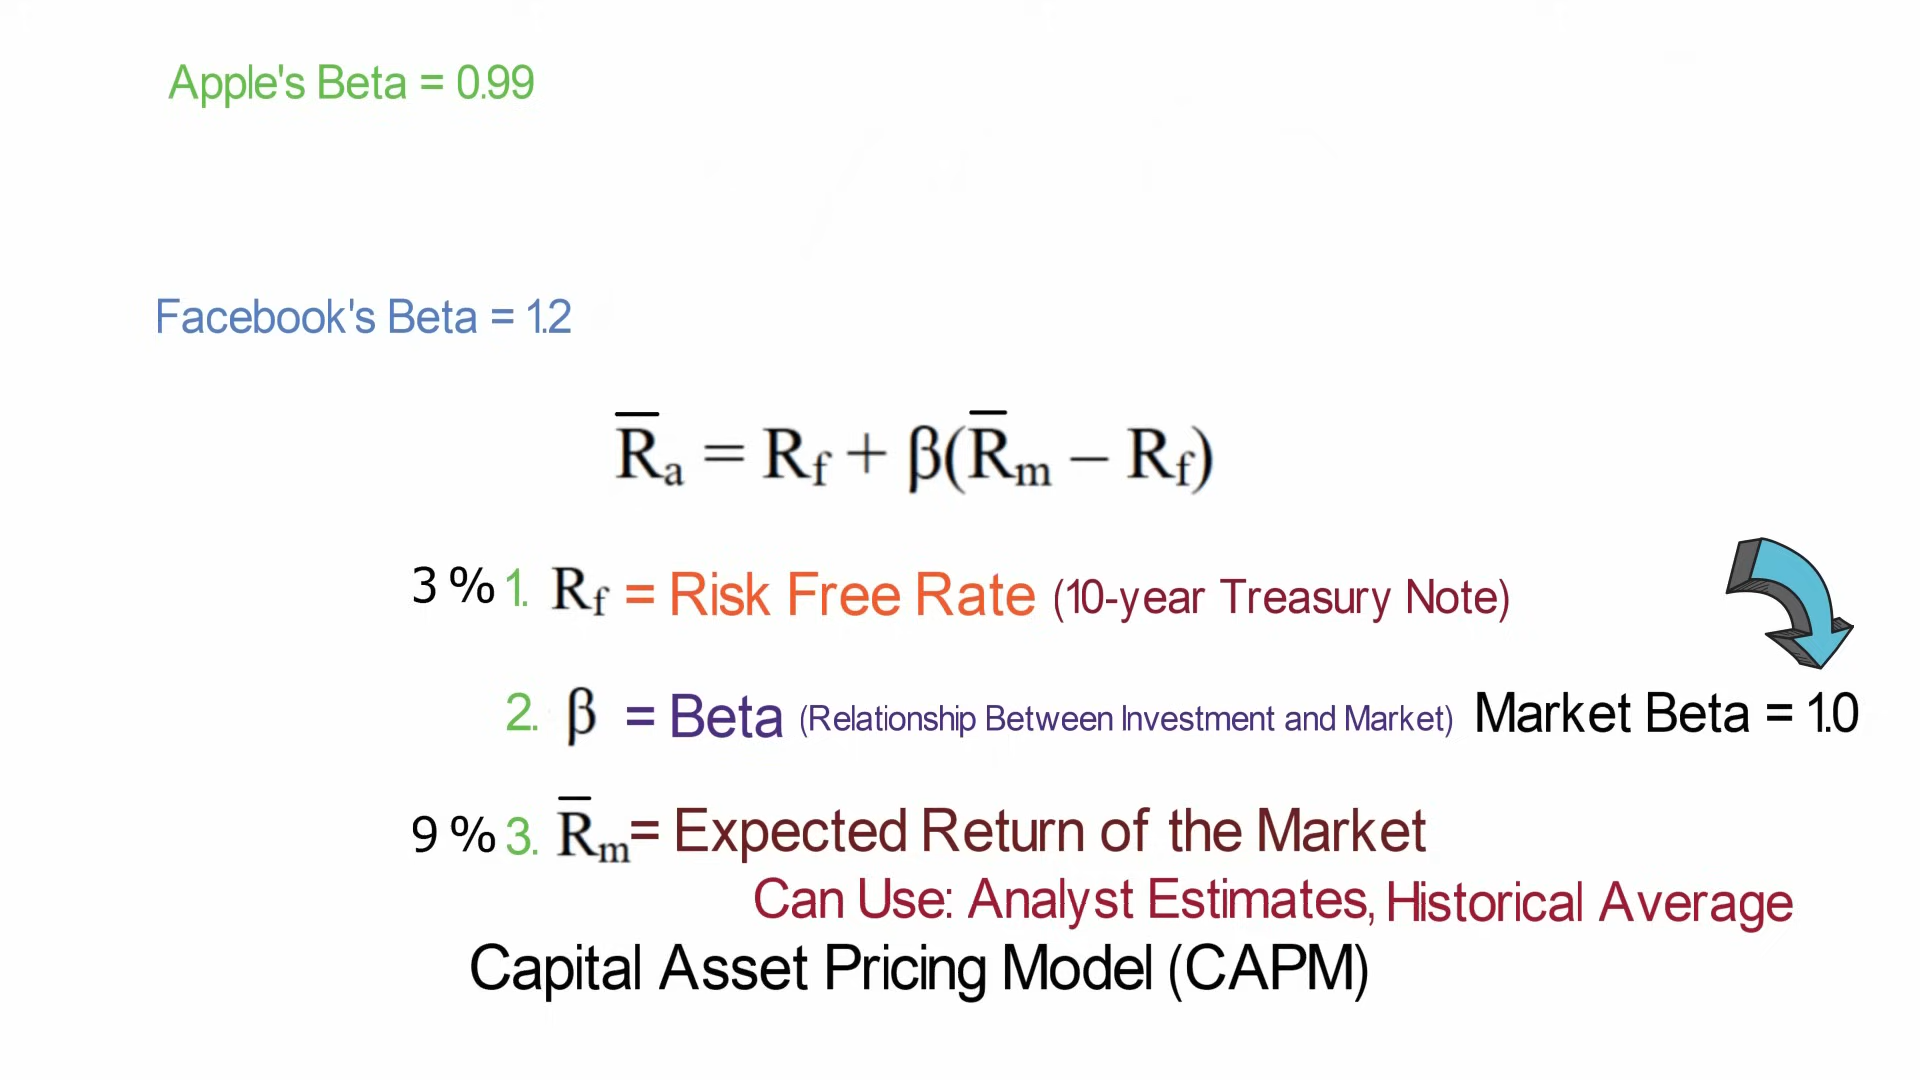 Apple's Beta = 0.99
Facebook's Beta = 1.2
R̅a = Rf + β(R̅m − Rf)
3 % 1. Rf = Risk Free Rate (10-year Treasury Note)
2. β = Beta (Relationship Between Investment and Market) Market Beta = 1.0
9 % 3. R̅m = Expected Return of the Market
Can Use: Analyst Estimates, Historical Average
Capital Asset Pricing Model (CAPM)